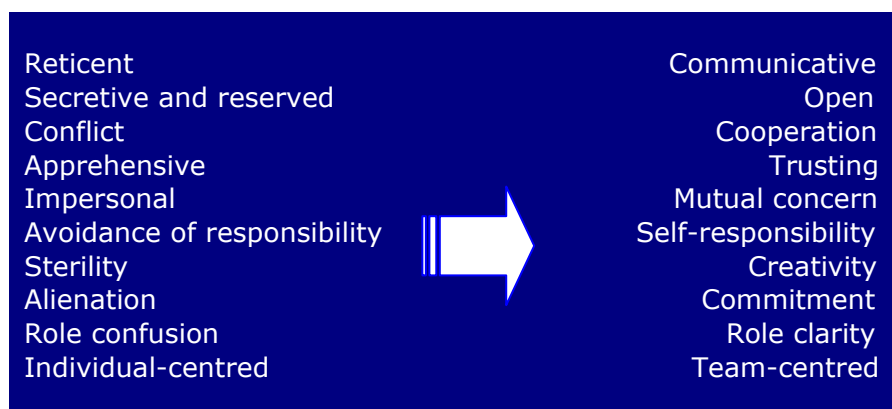 Reticent Communicative
Secretive and reserved Open
Conflict Cooperation
Apprehensive Trusting
Impersonal Mutual concern
Avoidance of responsibility Self-responsibility
Sterility Creativity
Alienation Commitment
Role confusion Role clarity
Individual-centred Team-centred